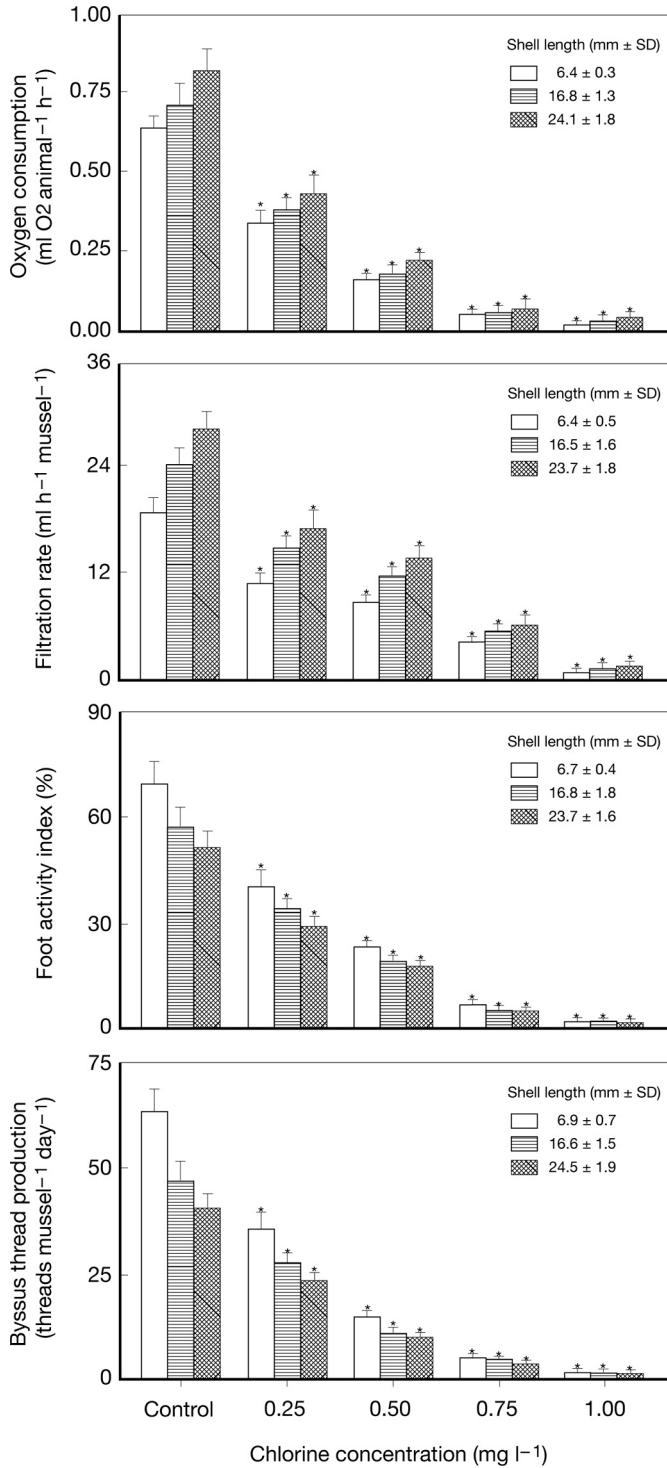 Oxygen consumption
(ml O2 animal–1 h–1)
1.00
0.75
0.50
0.25
0.00
Shell length (mm ± SD)
6.4 ± 0.3
16.8 ± 1.3
24.1 ± 1.8
* * *
* * *
* * *
* * *
Filtration rate (ml h–1 mussel–1)
36
24
12
0
Shell length (mm ± SD)
6.4 ± 0.5
16.5 ± 1.6
23.7 ± 1.8
* * *
* * *
* * *
* * *
Foot activity index (%)
90
60
30
0
Shell length (mm ± SD)
6.7 ± 0.4
16.8 ± 1.8
23.7 ± 1.6
* * *
* * *
* * *
* * *
Byssus thread production
(threads mussel–1 day–1)
75
50
25
0
Shell length (mm ± SD)
6.9 ± 0.7
16.6 ± 1.5
24.5 ± 1.9
* * *
* * *
* * *
* * *
Control 0.25 0.50 0.75 1.00
Chlorine concentration (mg l–1)